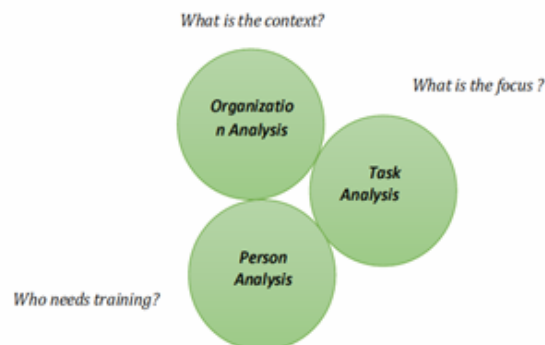 What is the context?
Organizatio
n Analysis
What is the focus ?
Task
Analysis
Person
Analysis
Who needs training?